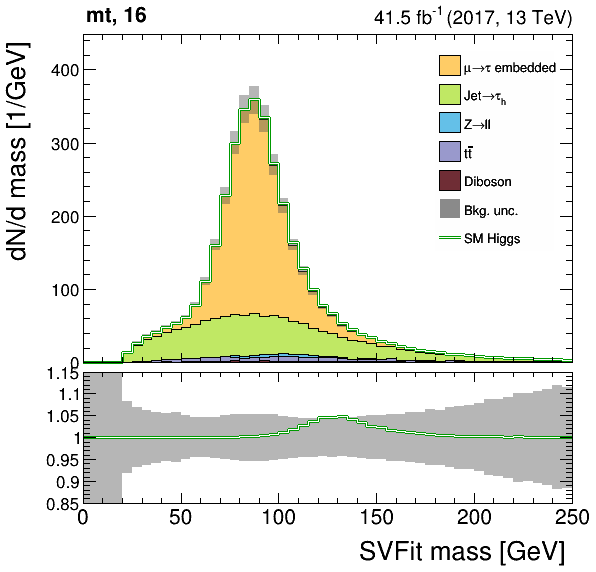 mt, 16
41.5 fb⁻¹ (2017, 13 TeV)
dN/d mass [1/GeV]
400
300
200
100
0
μ→τ embedded
Jet→τₕ
Z→ll
tt̄
Diboson
Bkg. unc.
SM Higgs
1.15
1.1
1.05
1
0.95
0.9
0.85
0 50 100 150 200 250
SVFit mass [GeV]